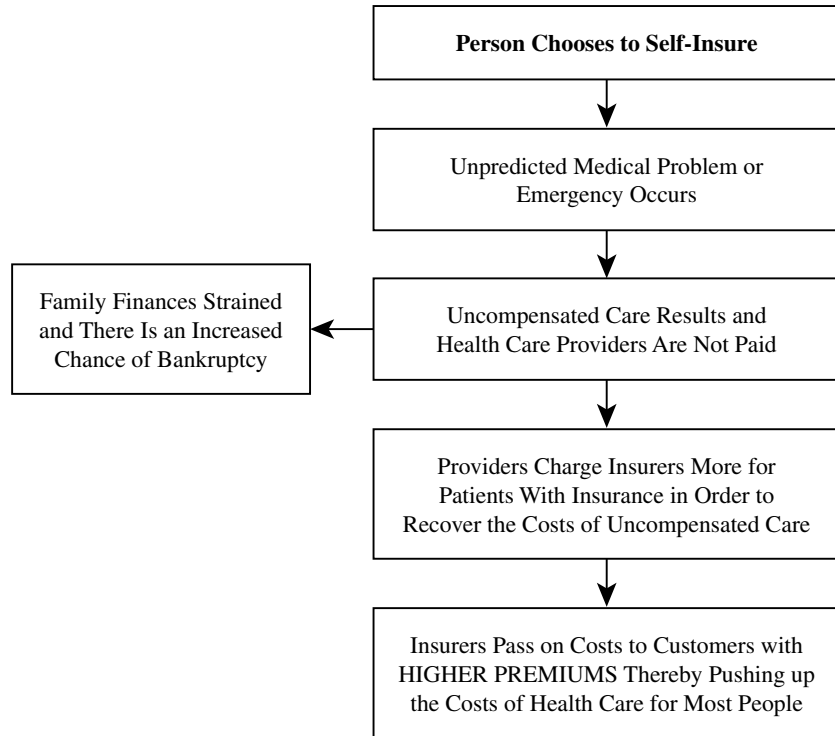 Person Chooses to Self-Insure
Unpredicted Medical Problem or
Emergency Occurs
Family Finances Strained
and There Is an Increased
Chance of Bankruptcy
Uncompensated Care Results and
Health Care Providers Are Not Paid
Providers Charge Insurers More for
Patients With Insurance in Order to
Recover the Costs of Uncompensated Care
Insurers Pass on Costs to Customers with
HIGHER PREMIUMS Thereby Pushing up
the Costs of Health Care for Most People